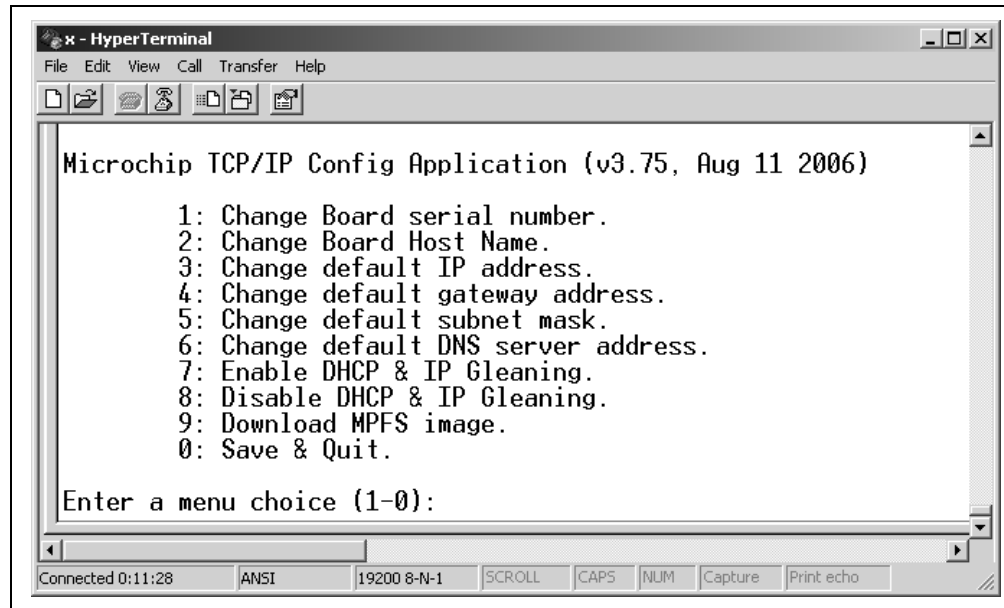 x - HyperTerminal
File Edit View Call Transfer Help
Microchip TCP/IP Config Application (v3.75, Aug 11 2006)
1: Change Board serial number.
2: Change Board Host Name.
3: Change default IP address.
4: Change default gateway address.
5: Change default subnet mask.
6: Change default DNS server address.
7: Enable DHCP & IP Gleaning.
8: Disable DHCP & IP Gleaning.
9: Download MPFS image.
0: Save & Quit.
Enter a menu choice (1-0):
Connected 0:11:28 ANSI 19200 8-N-1 SCROLL CAPS NUM Capture Print echo